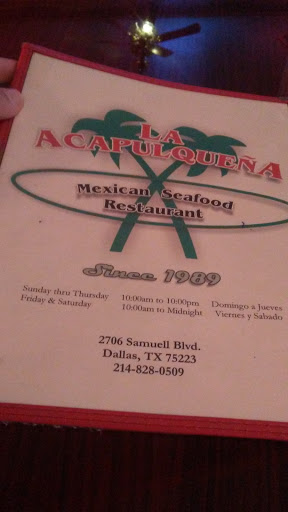 LA
ACAPULQUEÑA
Mexican Seafood
Restaurant
Since 1989
Sunday thru Thursday 10:00am to 10:00pm Domingo a Jueves
Friday & Saturday 10:00am to Midnight Viernes y Sabado
2706 Samuell Blvd.
Dallas, TX 75223
214-828-0509